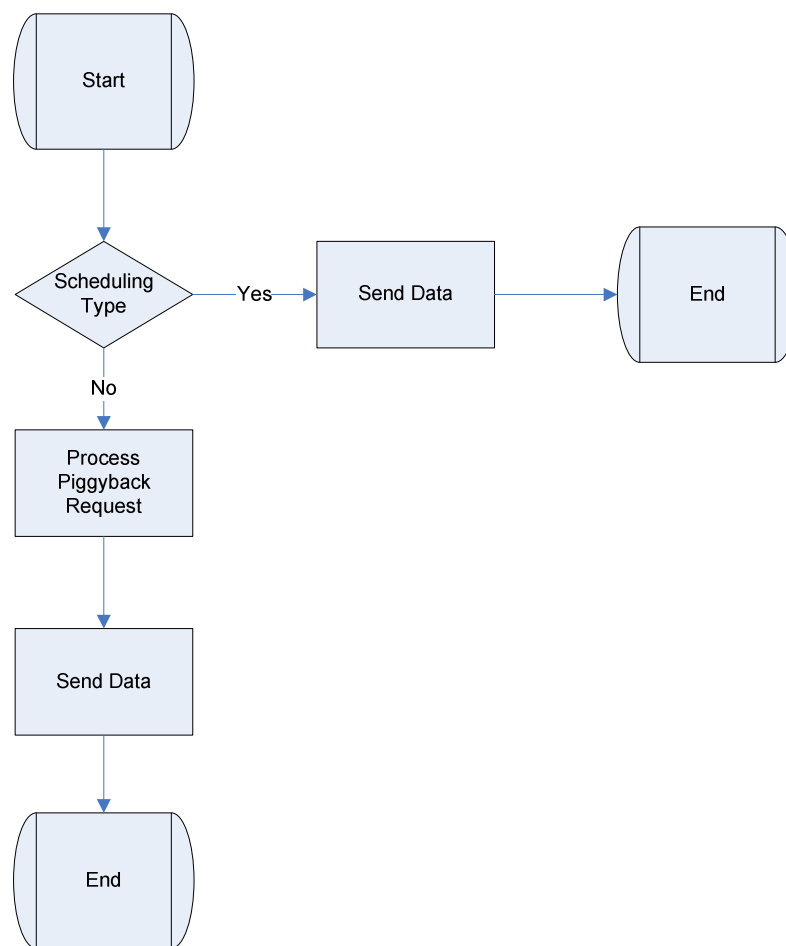 Start
Scheduling
Type
Yes
Send Data
End
No
Process
Piggyback
Request
Send Data
End